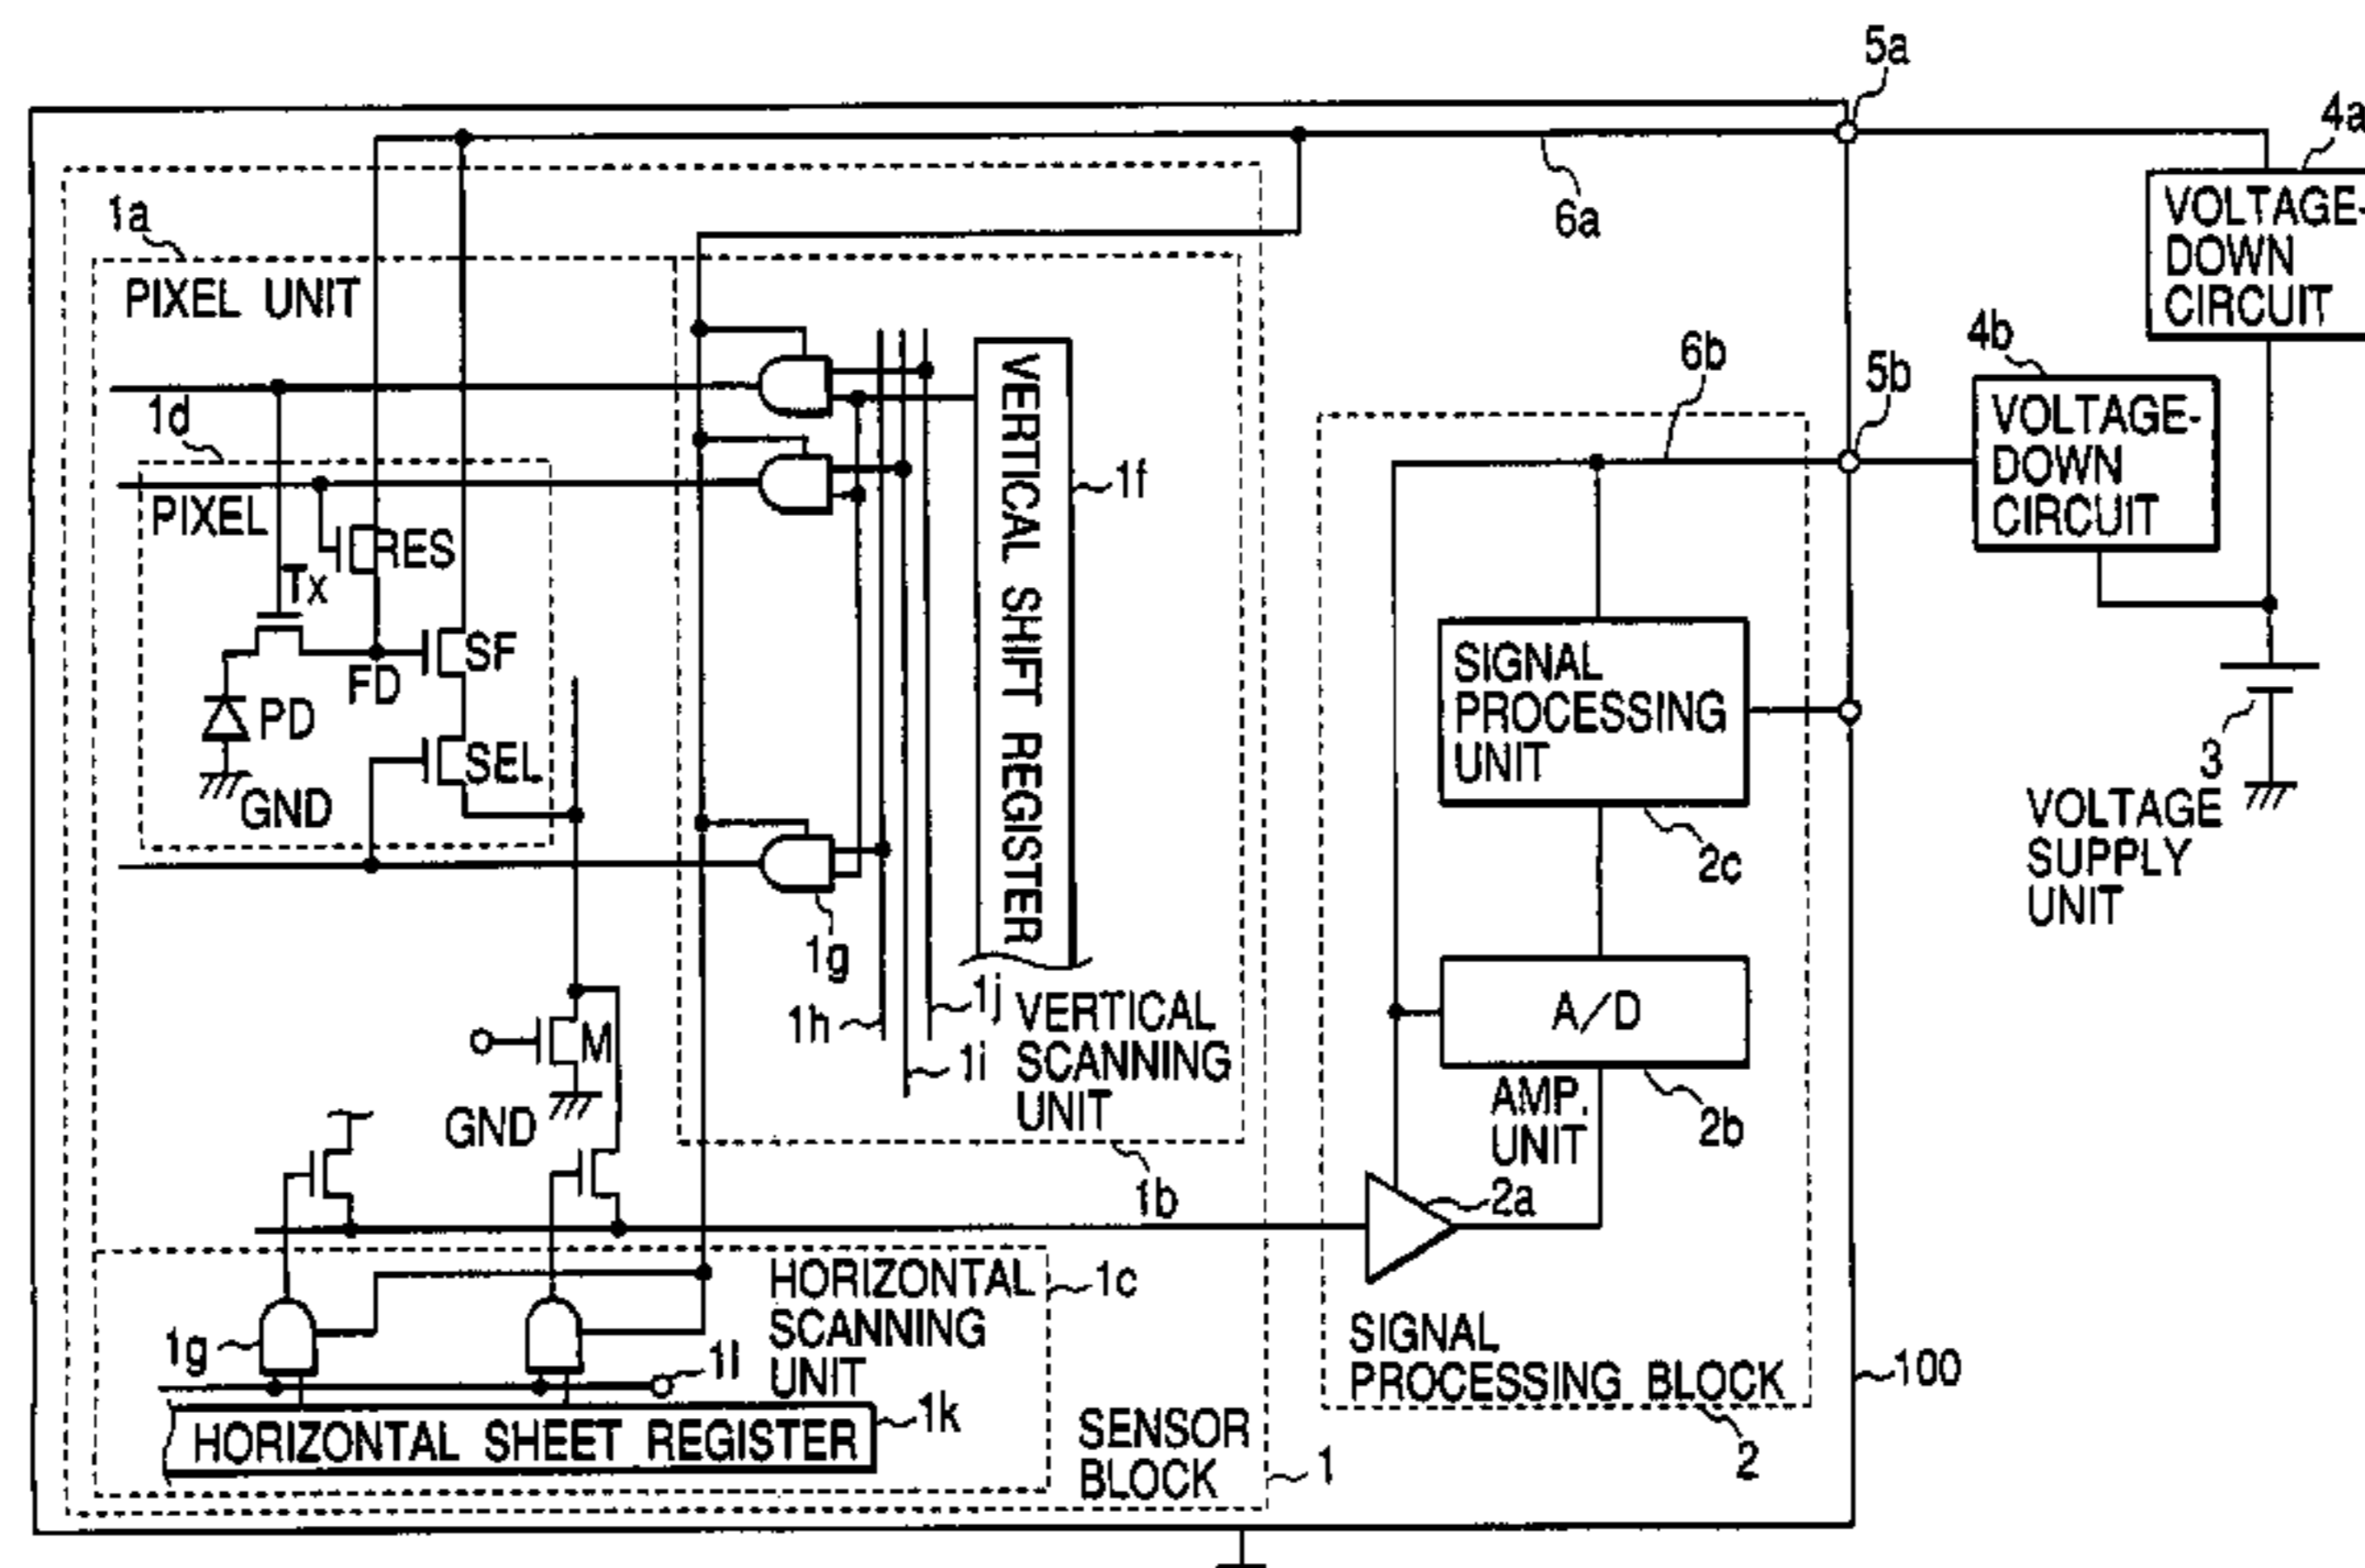 5a
4a
VOLTAGE-
DOWN
CIRCUIT
6a
1a
PIXEL UNIT
4b
VOLTAGE-
DOWN
CIRCUIT
5b
6b
1d
PIXEL
RES
Tx
SF
FD
PD
SEL
GND
VERTICAL SHIFT REGISTER
1f
1g
1h
1j
1i
VERTICAL
SCANNING
UNIT
1b
SIGNAL
PROCESSING
UNIT
2c
3
VOLTAGE
SUPPLY
UNIT
A/D
2b
AMP.
UNIT
2a
M
GND
HORIZONTAL
SCANNING
UNIT
1c
1g
1l
HORIZONTAL SHEET REGISTER
1k
SENSOR
BLOCK
1
SIGNAL
PROCESSING BLOCK
2
100